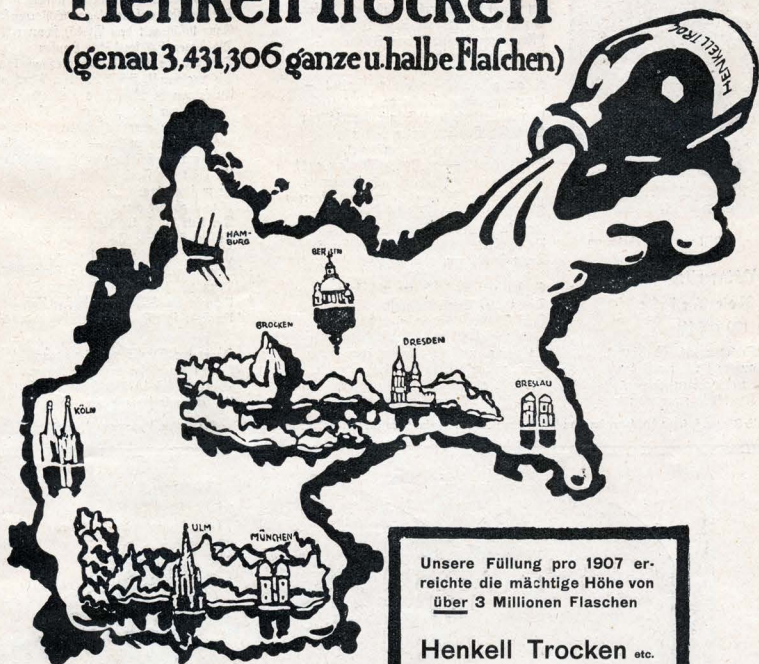 Henkell Trocken
(genau 3,431,306 ganze u. halbe Flaſchen)
HENKELL TROC
HAM-
BURG
BERLIN
BROCKEN
DRESDEN
BRESLAU
KÖLN
ULM
MÜNCHEN
Unsere Füllung pro 1907 er-
reichte die mächtige Höhe von
über 3 Millionen Flaschen
Henkell Trocken etc.